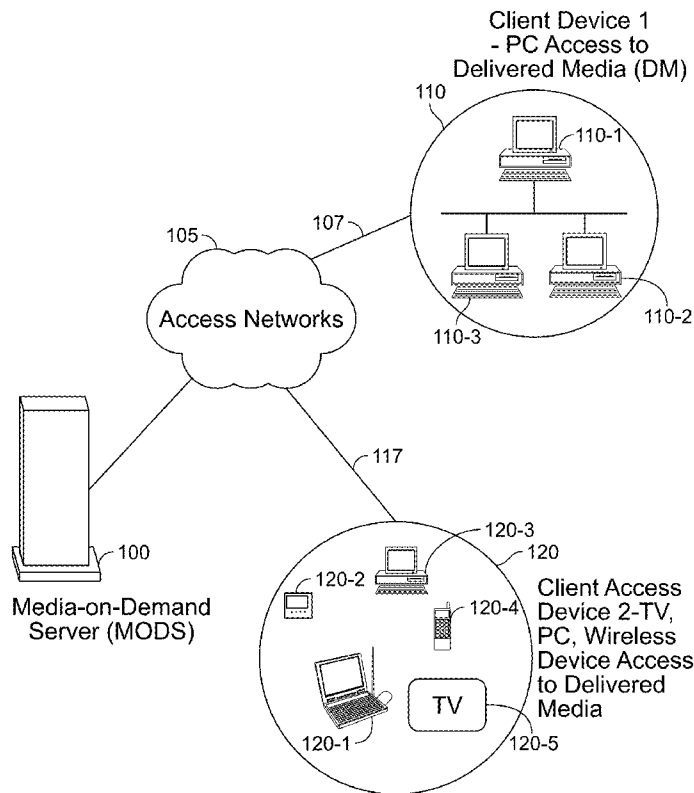 Client Device 1
- PC Access to
Delivered Media (DM)
110
110-1
107
105
Access Networks
110-3
110-2
117
100
Media-on-Demand
Server (MODS)
120-3
120
120-2
120-4
Client Access
Device 2-TV,
PC, Wireless
Device Access
to Delivered
Media
TV
120-1
120-5